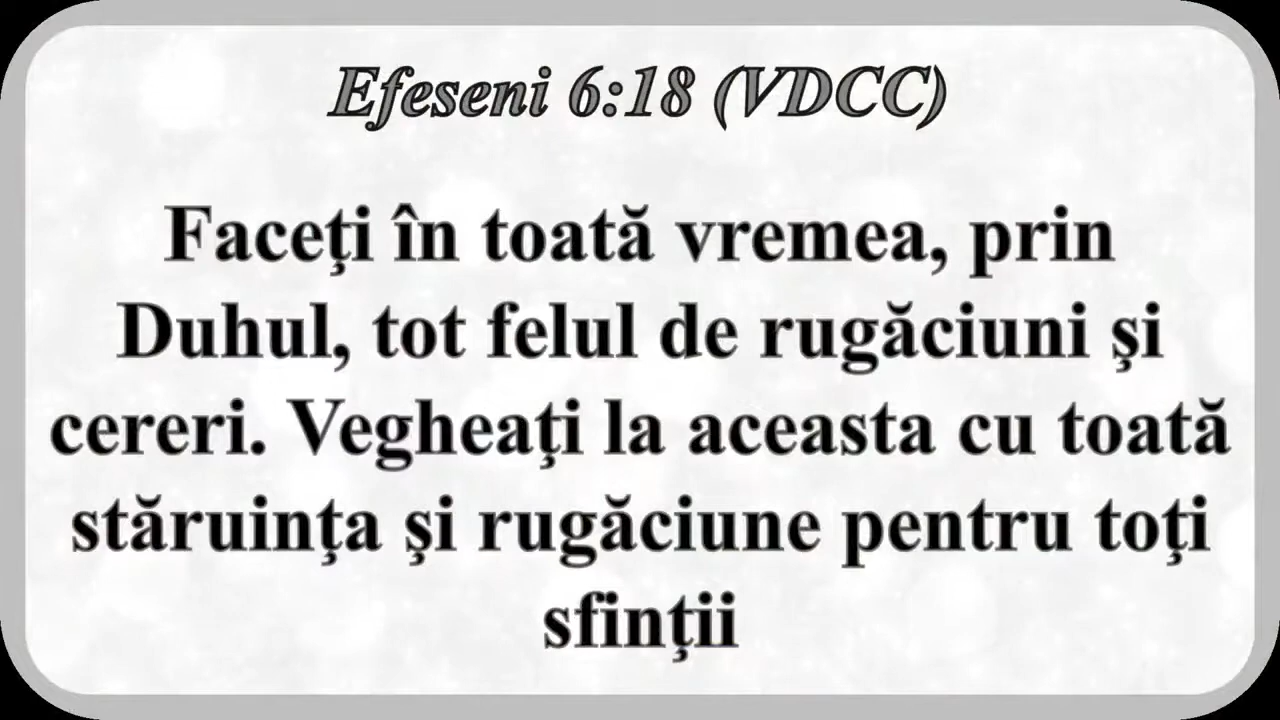 Efeseni 6:18 (VDCC)
Faceţi în toată vremea, prin
Duhul, tot felul de rugăciuni şi
cereri. Vegheaţi la aceasta cu toată
stăruinţa şi rugăciune pentru toţi
sfinţii